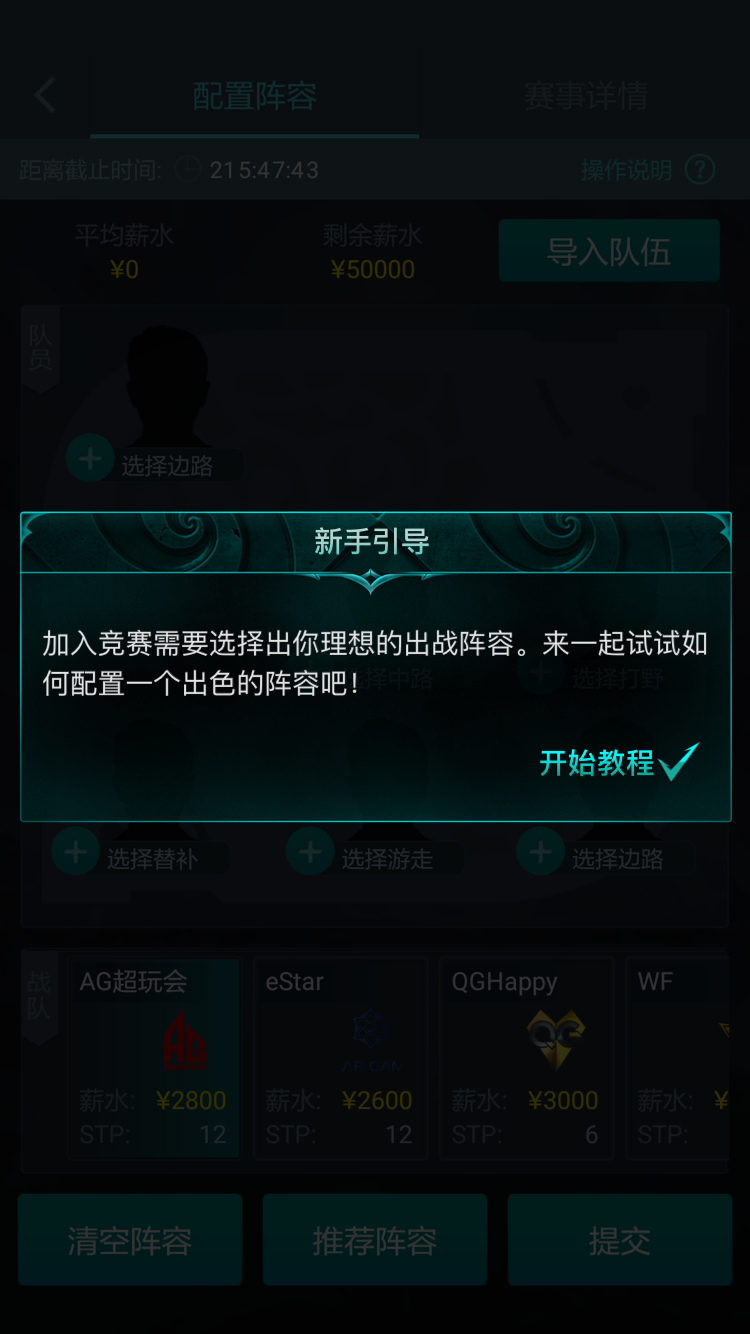 配置阵容
赛事详情
距离截止时间: 215:47:43
操作说明 ?
平均薪水
¥0
剩余薪水
¥50000
导入队伍
队员
选择边路
新手引导
加入竞赛需要选择出你理想的出战阵容。来一起试试如
何配置一个出色的阵容吧!
选择中路
选择打野
开始教程
选择替补
选择游走
选择边路
战队
AG超玩会
AG
薪水: ¥2800
STP: 12
eStar
薪水: ¥2600
STP: 12
QGHappy
QG
薪水: ¥3000
STP: 6
WF
薪水: ¥
STP:
清空阵容
推荐阵容
提交